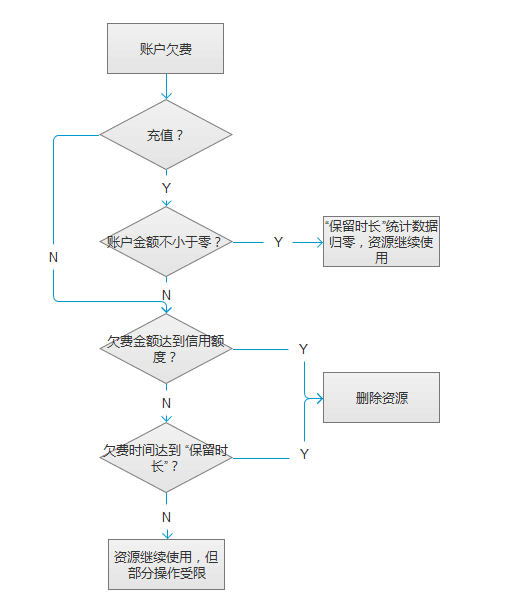 账户欠费
充值？
Y
账户金额不小于零？
Y
“保留时长”统计数据
归零，资源继续使
用
N
N
欠费金额达到信用额
度？
Y
删除资源
N
欠费时间达到 “保留时
长”？
Y
N
资源继续使用，但
部分操作受限